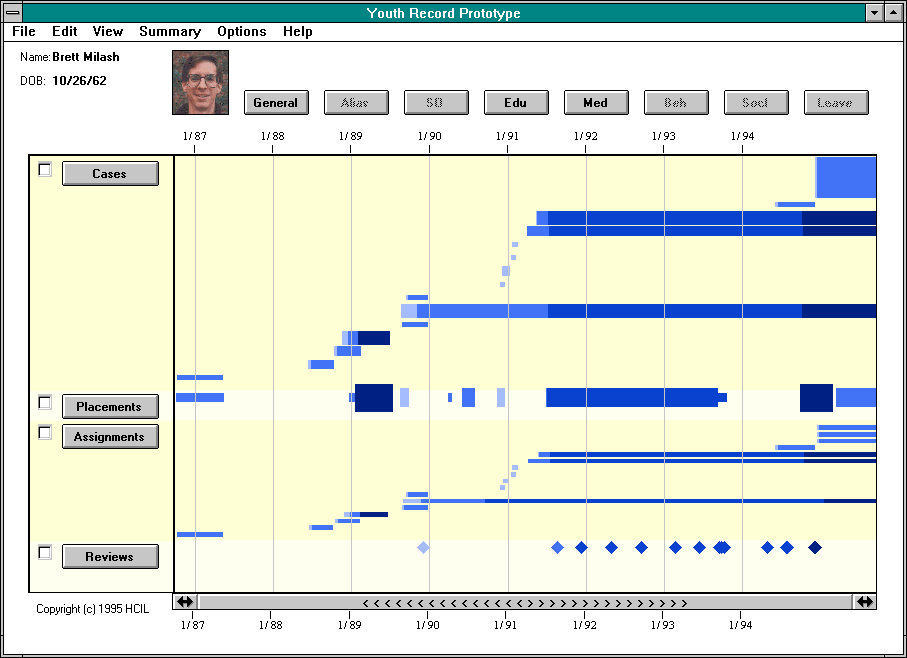 Youth Record Prototype
File Edit View Summary Options Help
Name: Brett Milash
DOB: 10/26/62
General Alias SO Edu Med Beh Socl Leave
1/87 1/88 1/89 1/90 1/91 1/92 1/93 1/94
Cases
Placements
Assignments
Reviews
Copyright (c) 1995 HCIL
< < < < < < < < < < < < < < > > > > > > > > > > > > > >
1/87 1/88 1/89 1/90 1/91 1/92 1/93 1/94